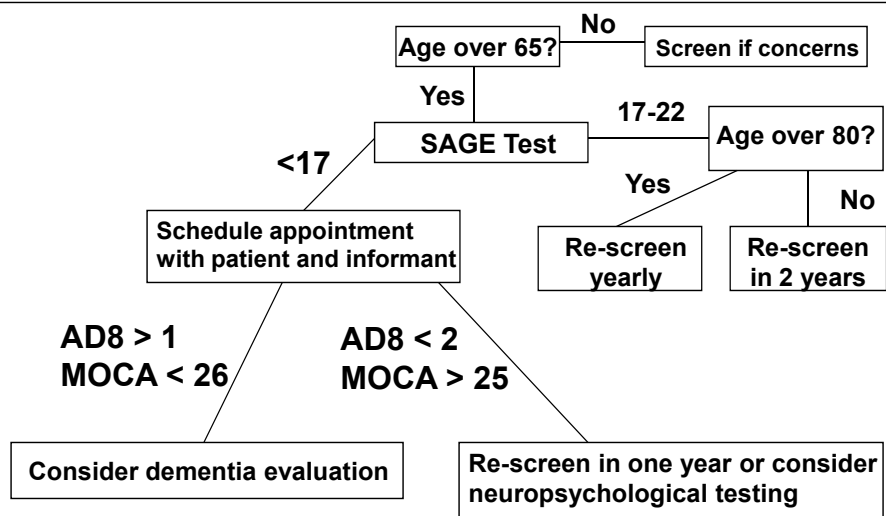 Age over 65?
No
Screen if concerns
Yes
SAGE Test
17-22
Age over 80?
<17
Yes
No
Schedule appointment
with patient and informant
Re-screen
yearly
Re-screen
in 2 years
AD8 > 1
MOCA < 26
AD8 < 2
MOCA > 25
Consider dementia evaluation
Re-screen in one year or consider
neuropsychological testing